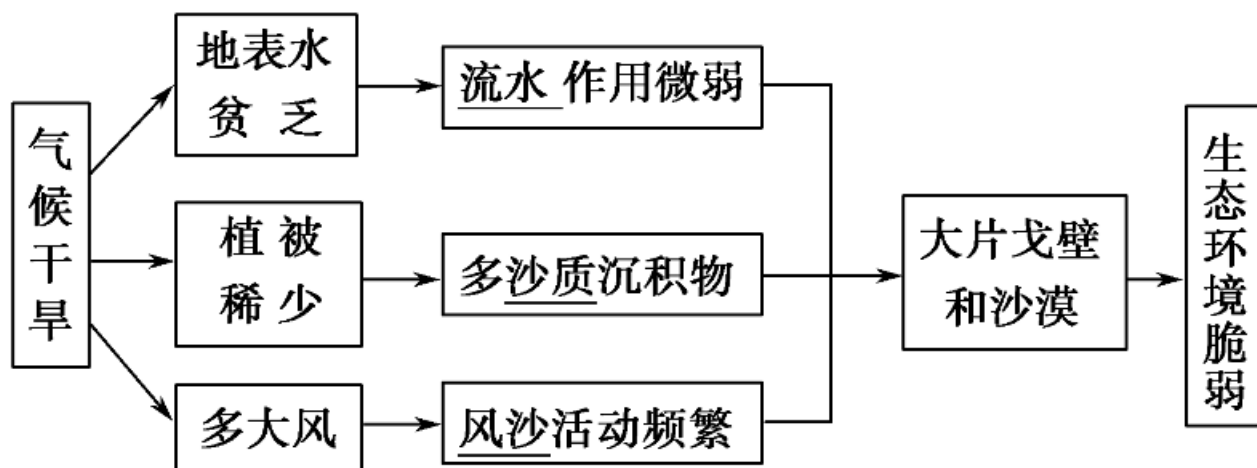 气候干旱
地表水
贫乏
流水作用微弱
植被
稀少
多沙质沉积物
多大风
风沙活动频繁
大片戈壁
和沙漠
生态环境脆弱